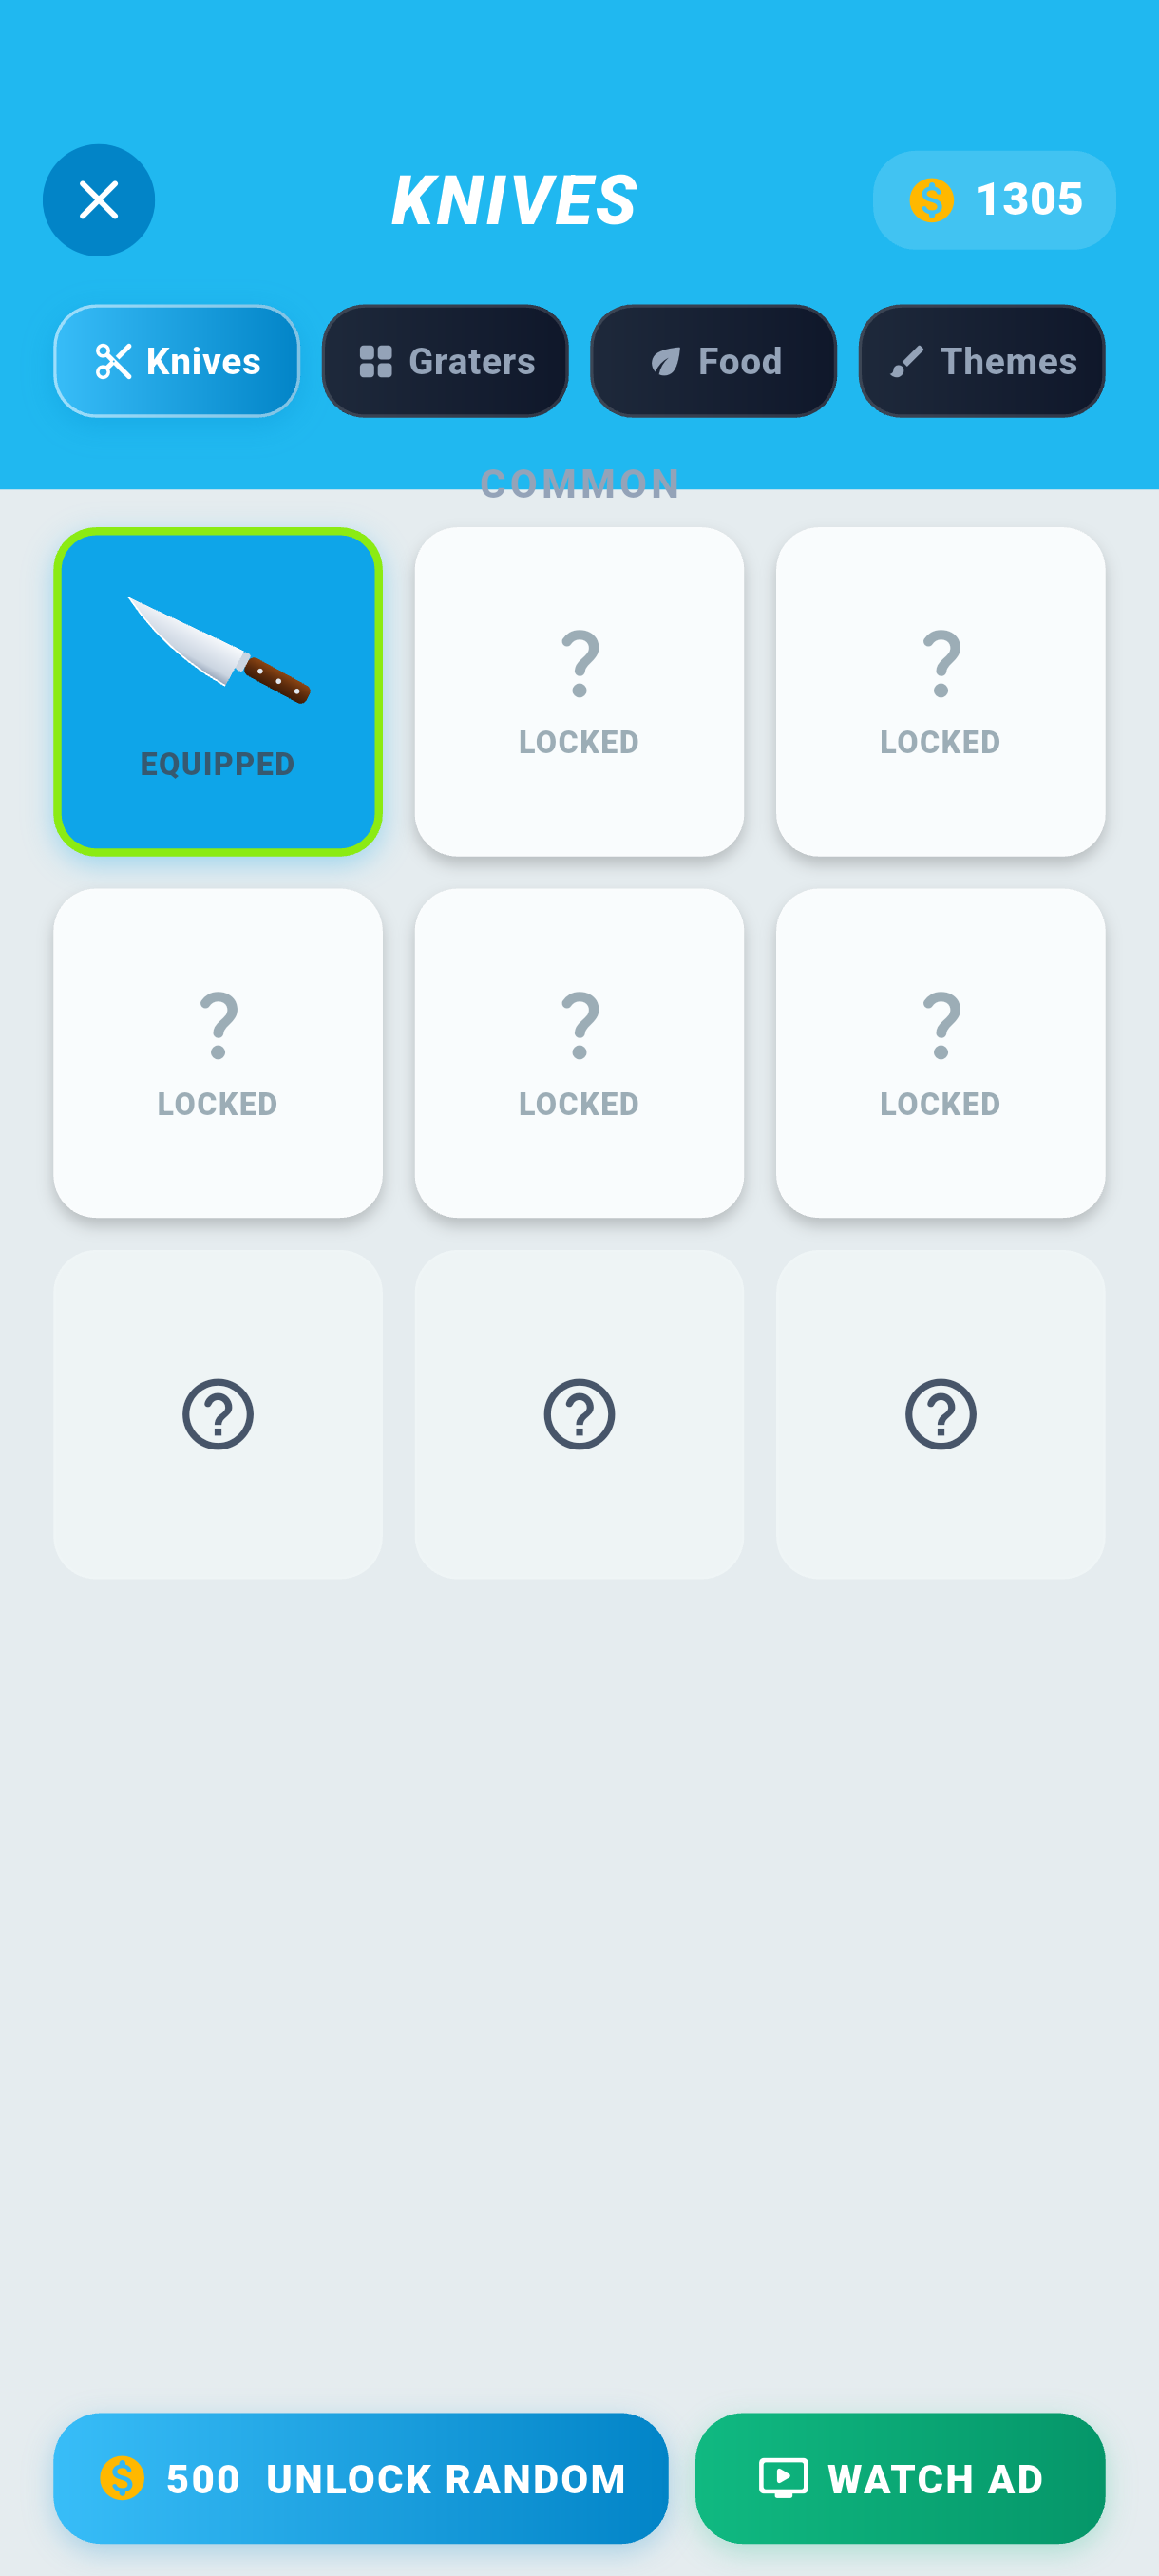 KNIVES
1305
Knives Graters Food Themes
COMMON
EQUIPPED
? LOCKED
? LOCKED
? LOCKED
? LOCKED
? LOCKED
?
?
?
500 UNLOCK RANDOM
WATCH AD